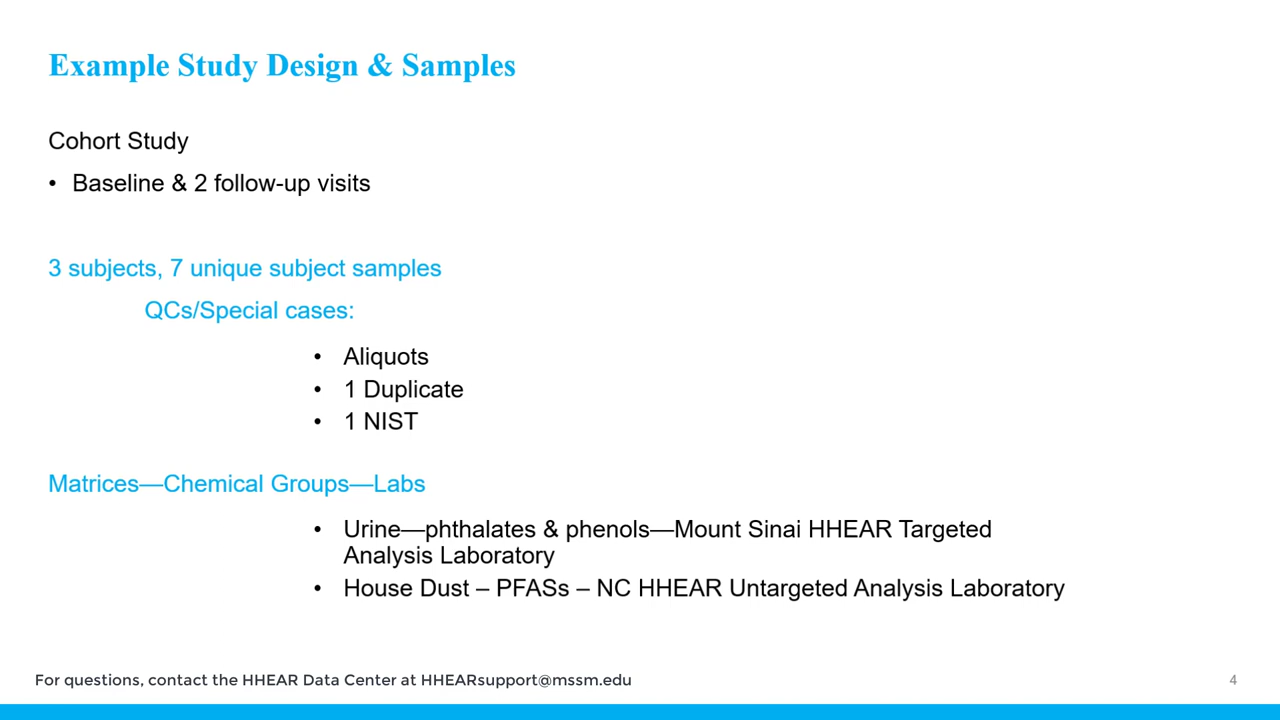 Example Study Design & Samples
Cohort Study
• Baseline & 2 follow-up visits
3 subjects, 7 unique subject samples
QCs/Special cases:
• Aliquots
• 1 Duplicate
• 1 NIST
Matrices—Chemical Groups—Labs
• Urine—phthalates & phenols—Mount Sinai HHEAR Targeted
Analysis Laboratory
• House Dust – PFASs – NC HHEAR Untargeted Analysis Laboratory
For questions, contact the HHEAR Data Center at HHEARsupport@mssm.edu
4